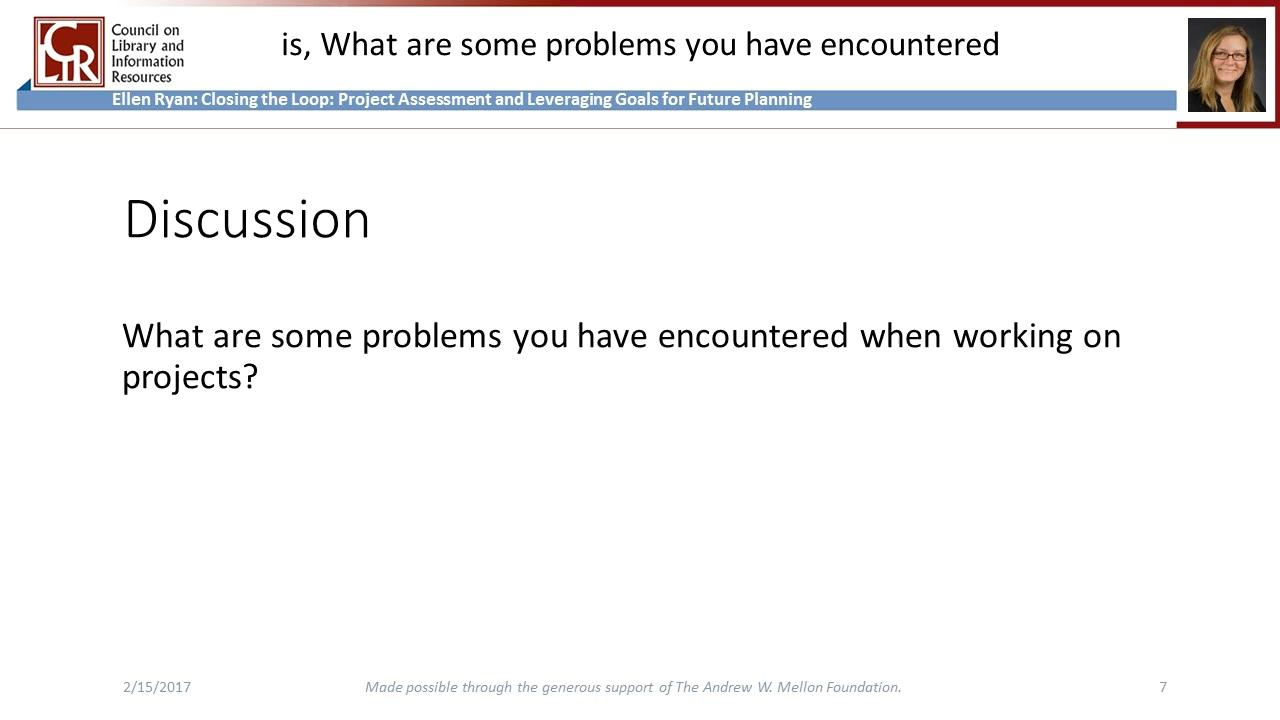 CLIR
Council on
Library and
Information
Resources
is, What are some problems you have encountered
Ellen Ryan: Closing the Loop: Project Assessment and Leveraging Goals for Future Planning
Discussion
What are some problems you have encountered when working on
projects?
2/15/2017
Made possible through the generous support of The Andrew W. Mellon Foundation.
7